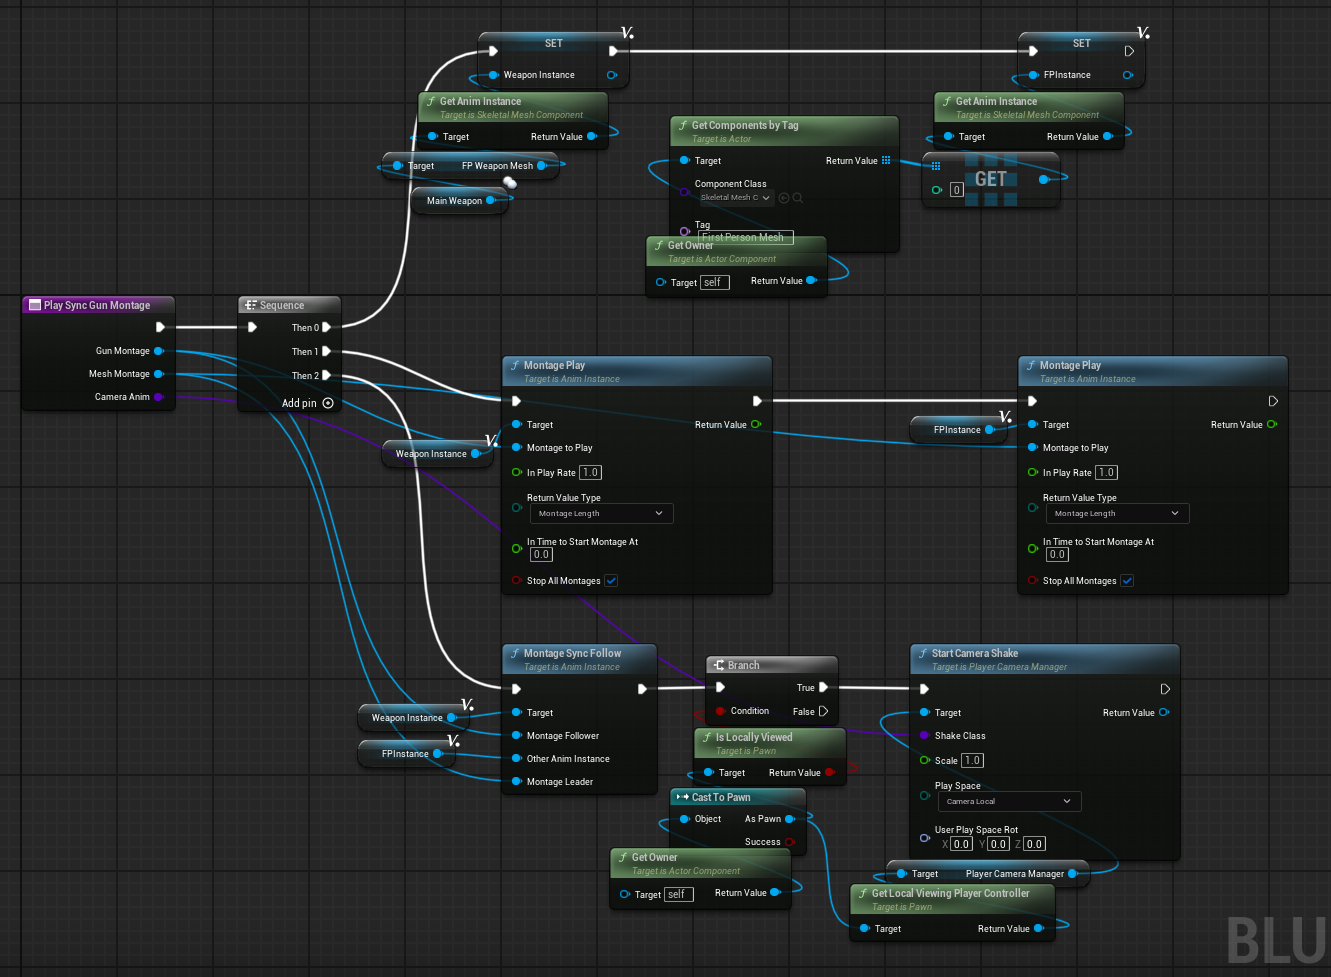 SET
V.
Weapon Instance
Get Anim Instance
Target is Skeletal Mesh Component
Target
Return Value
Target
FP Weapon Mesh
Main Weapon
Get Components by Tag
Target is Actor
Target
Return Value
Component Class
Skeletal Mesh C
Tag
First Person Mesh
Get Owner
Target is Actor Component
Target
self
Return Value
SET
V.
FPInstance
Get Anim Instance
Target is Skeletal Mesh Component
Target
Return Value
0
GET
Play Sync Gun Montage
Gun Montage
Mesh Montage
Camera Anim
Sequence
Then 0
Then 1
Then 2
Add pin
Weapon Instance
V.
Montage Play
Target is Anim Instance
Target
Return Value
Montage to Play
In Play Rate 1.0
Return Value Type
Montage Length
In Time to Start Montage At
0.0
Stop All Montages
FPInstance
V.
Montage Play
Target is Anim Instance
Target
Return Value
Montage to Play
In Play Rate 1.0
Return Value Type
Montage Length
In Time to Start Montage At
0.0
Stop All Montages
Weapon Instance
V.
FPInstance
V.
Montage Sync Follow
Target is Anim Instance
Target
Montage Follower
Other Anim Instance
Montage Leader
Branch
True
Condition
False
Is Locally Viewed
Target is Pawn
Target
Return Value
Cast To Pawn
Object
As Pawn
Success
Get Owner
Target is Actor Component
Target
self
Return Value
Start Camera Shake
Target is Player Camera Manager
Target
Return Value
Shake Class
Scale 1.0
Play Space
Camera Local
User Play Space Rot
X 0.0 Y 0.0 Z 0.0
Target
Player Camera Manager
Get Local Viewing Player Controller
Target is Pawn
Target
Return Value
BLU